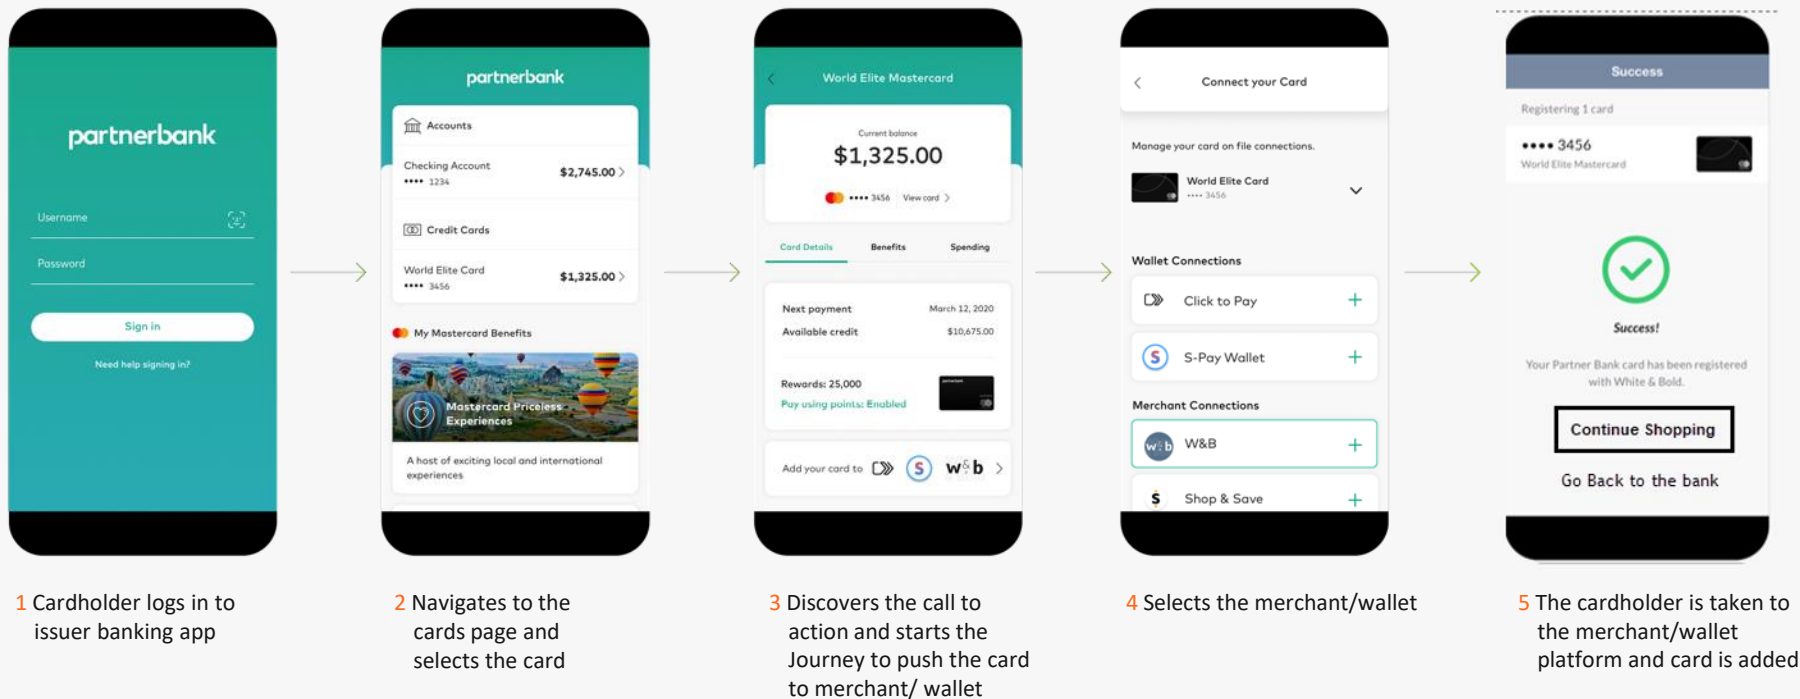 partnerbank
Username
Password
Sign in
Need help signing in?
1 Cardholder logs in to
issuer banking app
partnerbank
Accounts
Checking Account
•••• 1234
$2,745.00 >
Credit Cards
World Elite Card
•••• 3456
$1,325.00 >
My Mastercard Benefits
Mastercard Priceless
Experiences
A host of exciting local and international
experiences
2 Navigates to the
cards page and
selects the card
< World Elite Mastercard
Current balance
$1,325.00
•••• 3456 View card >
Card Details Benefits Spending
Next payment March 12, 2020
Available credit $10,675.00
Rewards: 25,000
Pay using points: Enabled
partnerbank
Add your card to S w&b >
3 Discovers the call to
action and starts the
Journey to push the card
to merchant/ wallet
< Connect your Card
Manage your card on file connections.
World Elite Card
•••• 3456
Wallet Connections
Click to Pay +
S S-Pay Wallet +
Merchant Connections
w&b W&B +
$ Shop & Save +
4 Selects the merchant/wallet
Success
Registering 1 card
•••• 3456
World Elite Mastercard
Success!
Your Partner Bank card has been registered
with White & Bold.
Continue Shopping
Go Back to the bank
5 The cardholder is taken to
the merchant/wallet
platform and card is added